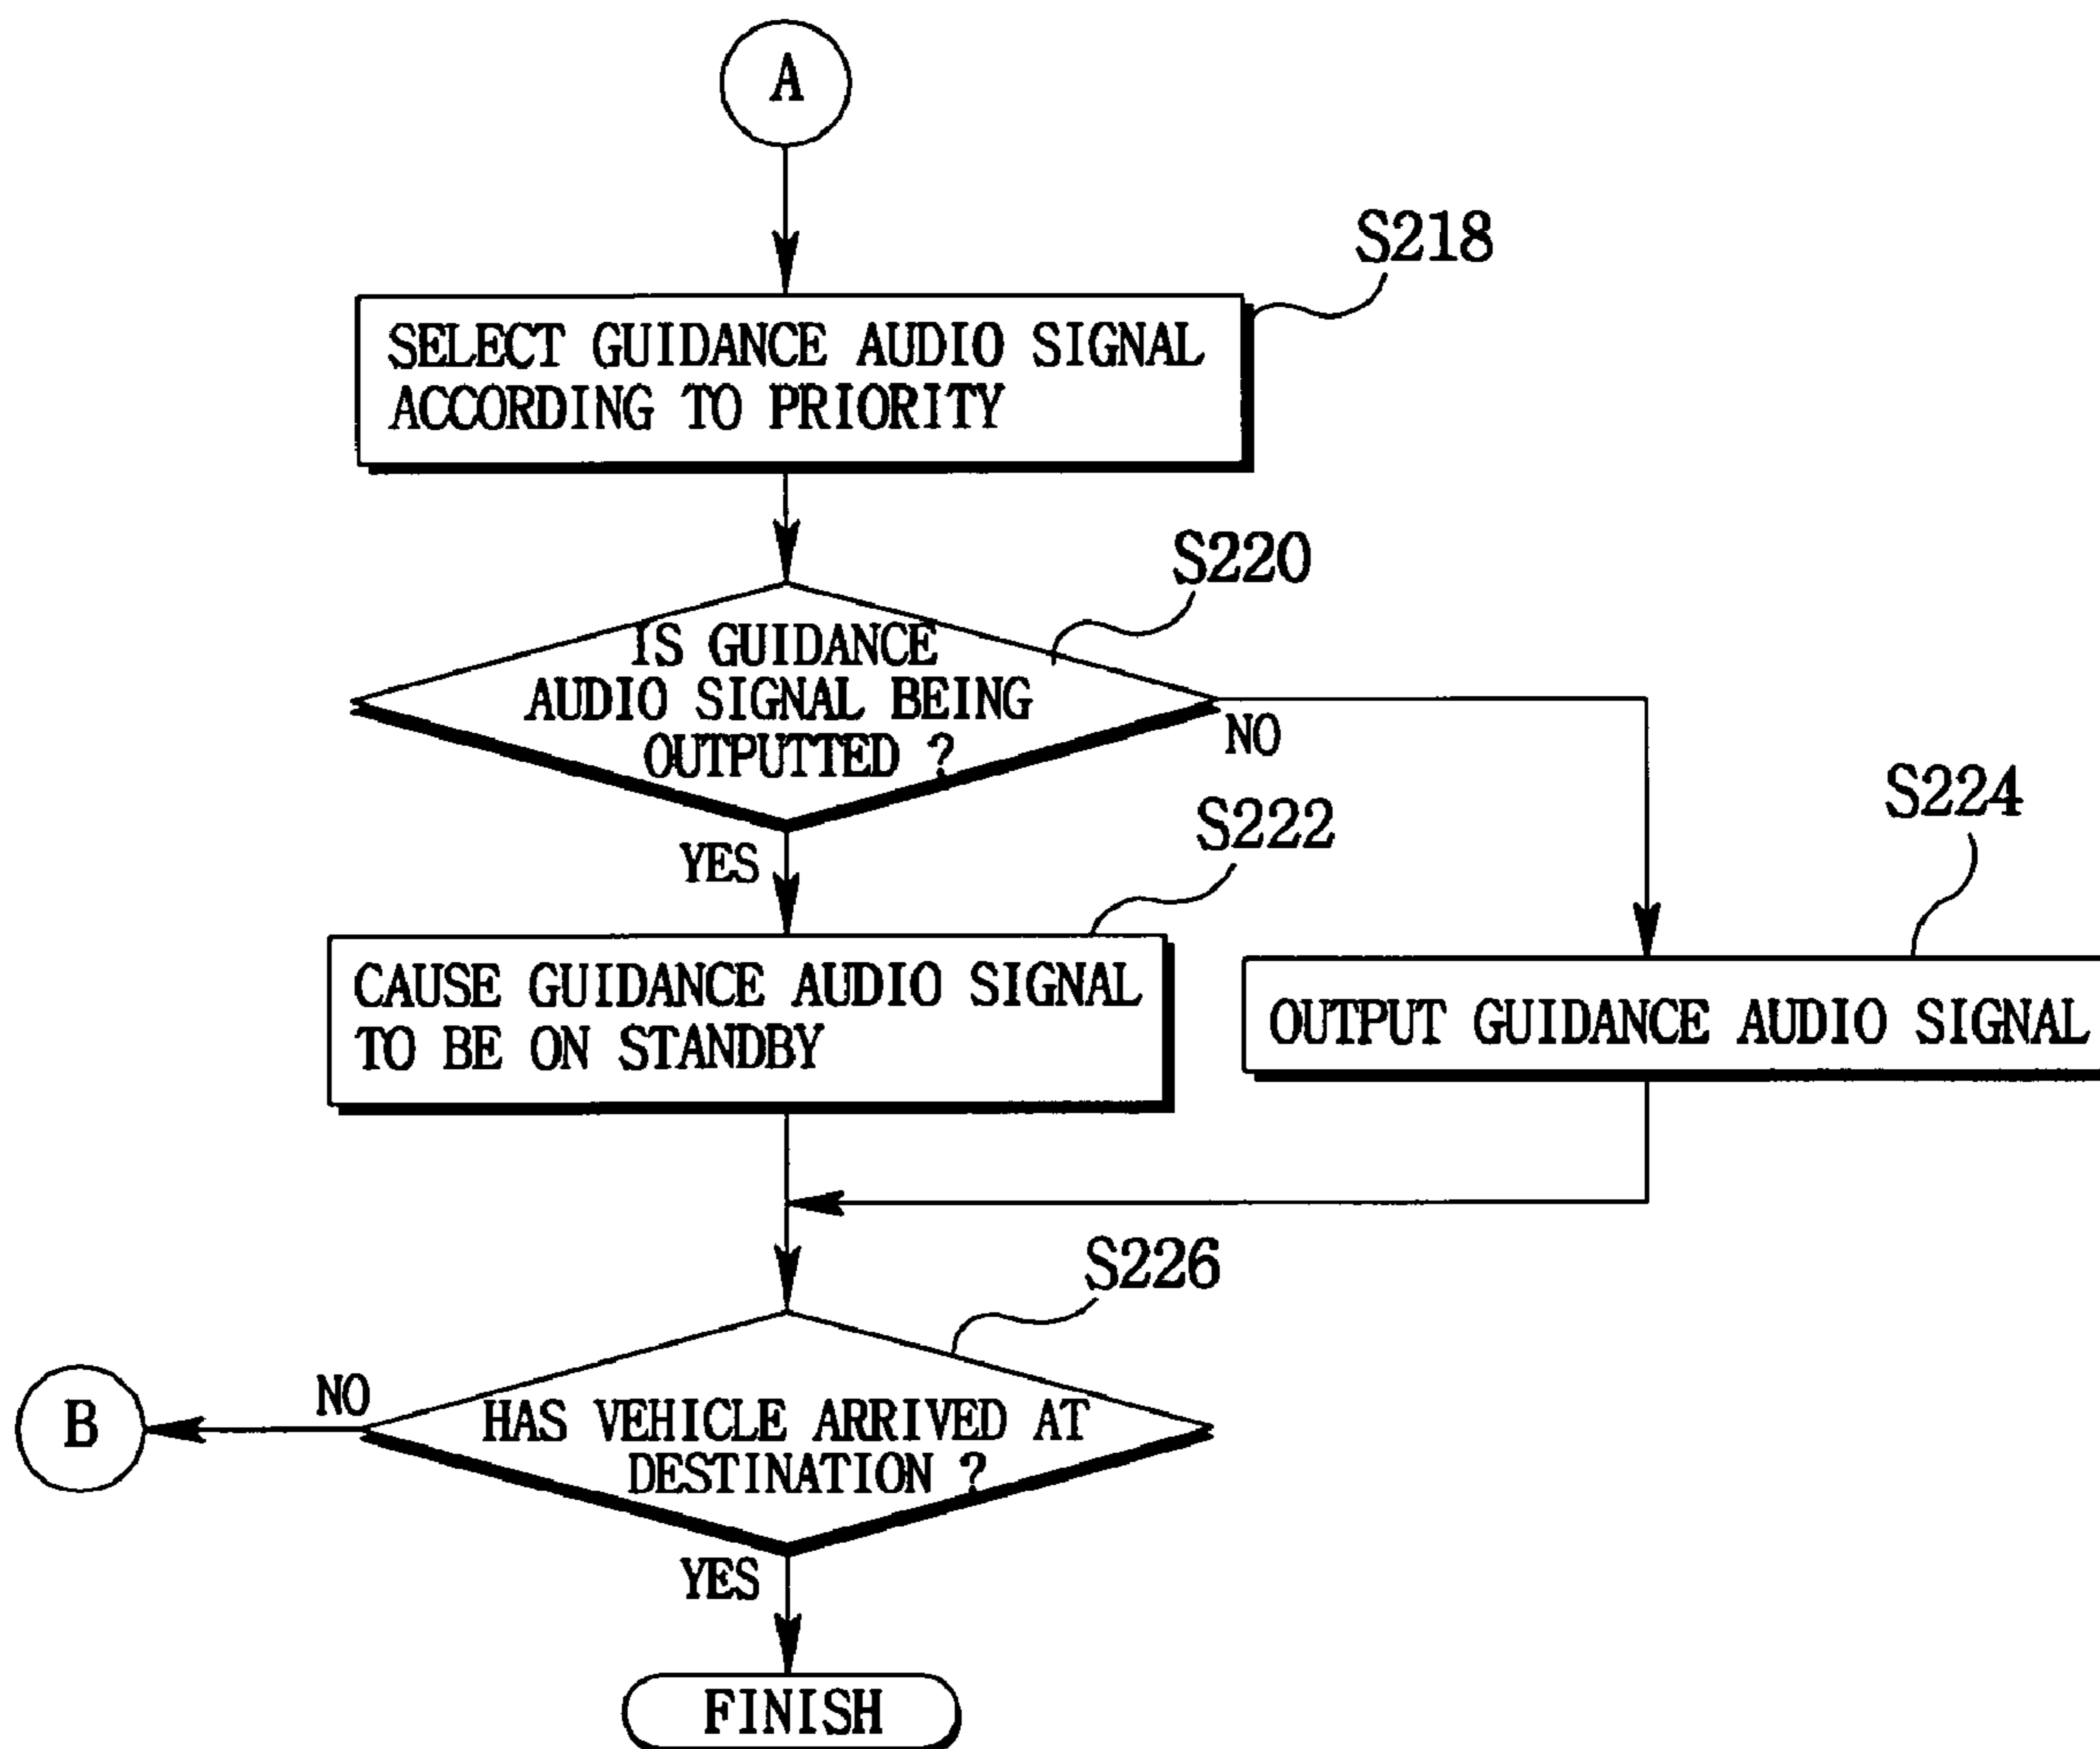 A
S218
SELECT GUIDANCE AUDIO SIGNAL
ACCORDING TO PRIORITY
S220
IS GUIDANCE
AUDIO SIGNAL BEING
OUTPUTTED ?
NO
YES
S222
S224
CAUSE GUIDANCE AUDIO SIGNAL
TO BE ON STANDBY
OUTPUT GUIDANCE AUDIO SIGNAL
S226
B
NO
HAS VEHICLE ARRIVED AT
DESTINATION ?
YES
FINISH